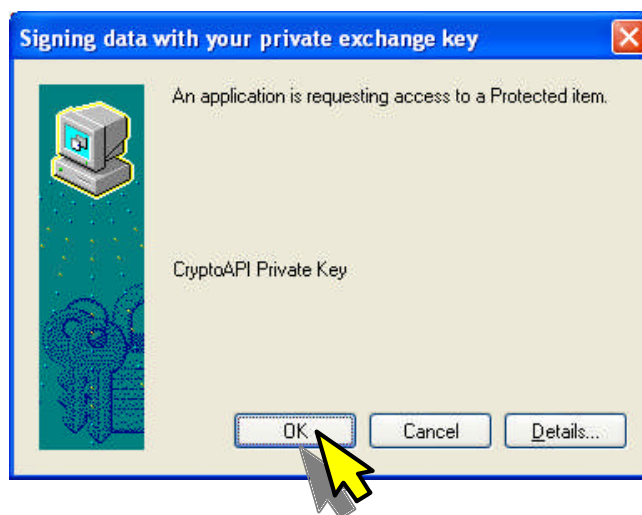 Signing data with your private exchange key
An application is requesting access to a Protected item.
CryptoAPI Private Key
OK Cancel Details...